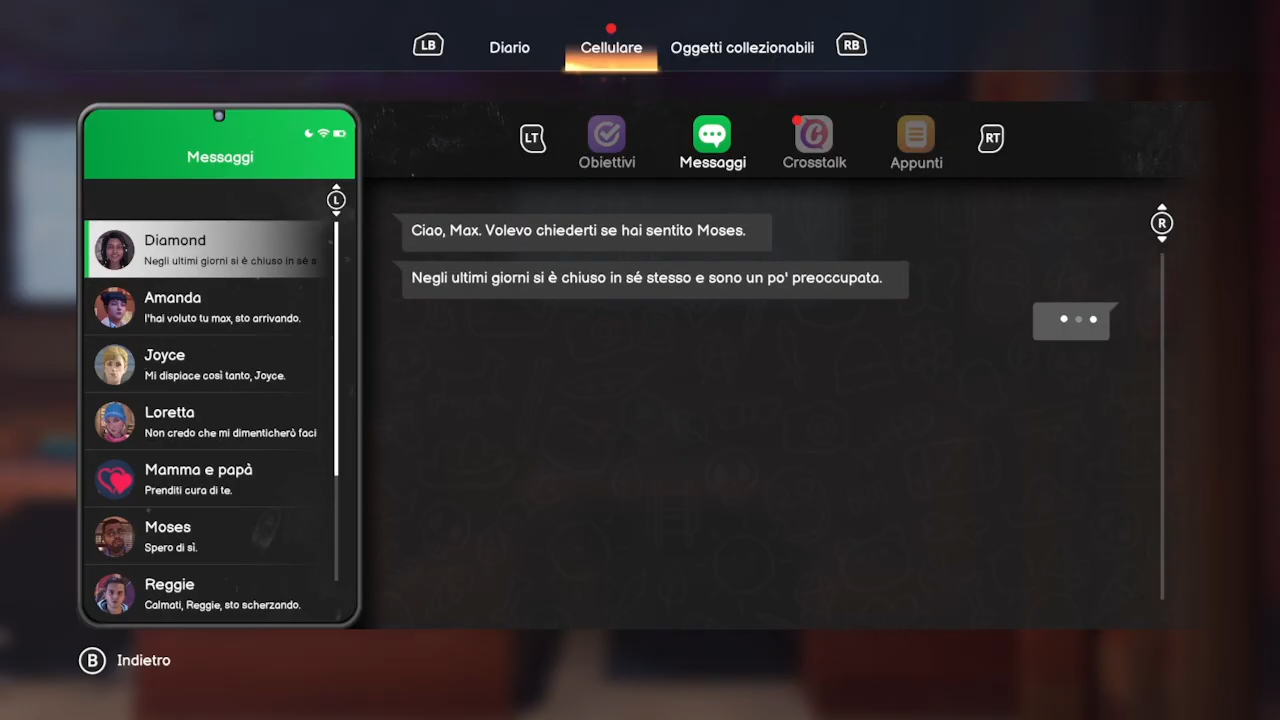 LB
Diario
Cellulare
Oggetti collezionabili
RB
Messaggi
L
Diamond
Negli ultimi giorni si è chiuso in sé s
Amanda
l'hai voluto tu max, sto arrivando.
Joyce
Mi dispiace così tanto, Joyce.
Loretta
Non credo che mi dimenticherò faci
Mamma e papà
Prenditi cura di te.
Moses
Spero di sì.
Reggie
Calmati, Reggie, sto scherzando.
LT
Obiettivi
Messaggi
Crosstalk
Appunti
RT
Ciao, Max. Volevo chiederti se hai sentito Moses.
Negli ultimi giorni si è chiuso in sé stesso e sono un po' preoccupata.
R
B Indietro